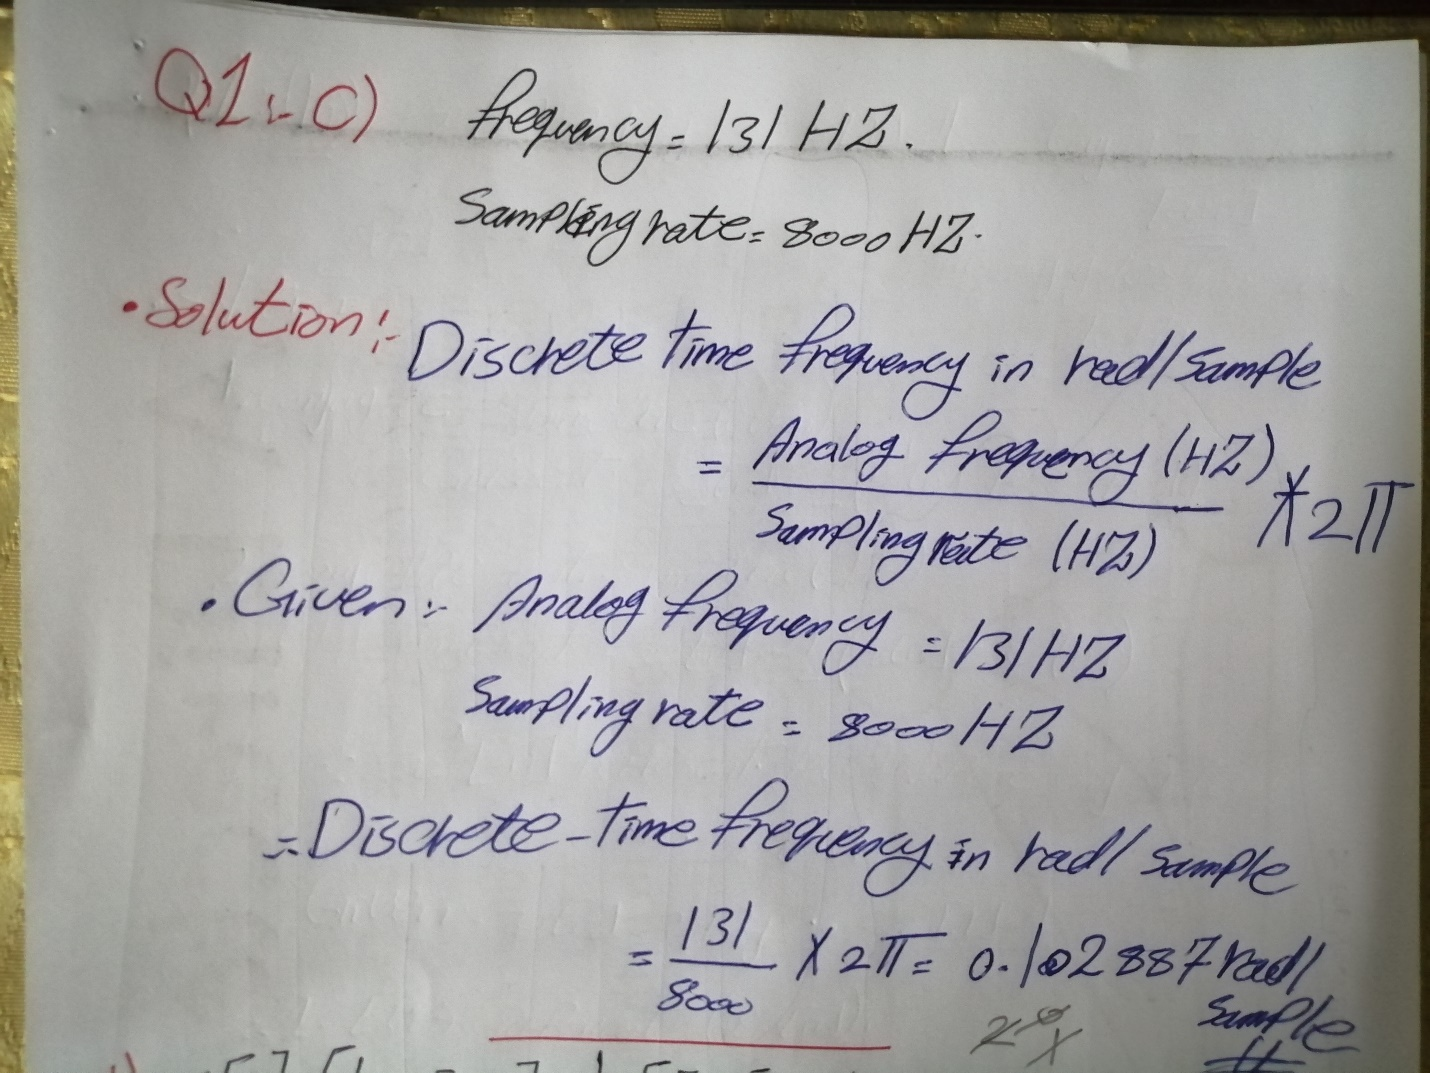 Q1:- C) frequency = 131 HZ.
Sampling rate = 8000 HZ.
• Solution:- Discrete time frequency in rad/sample
= Analog frequency (HZ)
Sampling rate (HZ) X 2π
• Given:- Analog frequency = 131 HZ
Sampling rate = 8000 HZ
= Discrete-time frequency in rad/sample
= 131
8000 X 2π = 0.102887 rad/
Sample